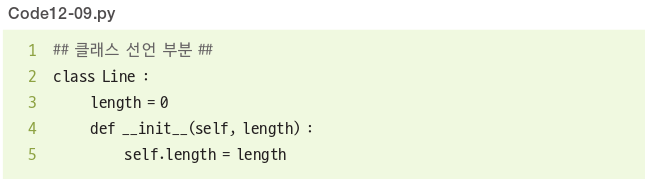 Code12-09.py
1 ## 클래스 선언 부분 ##
2 class Line :
3     length = 0
4     def __init__(self, length) :
5         self.length = length